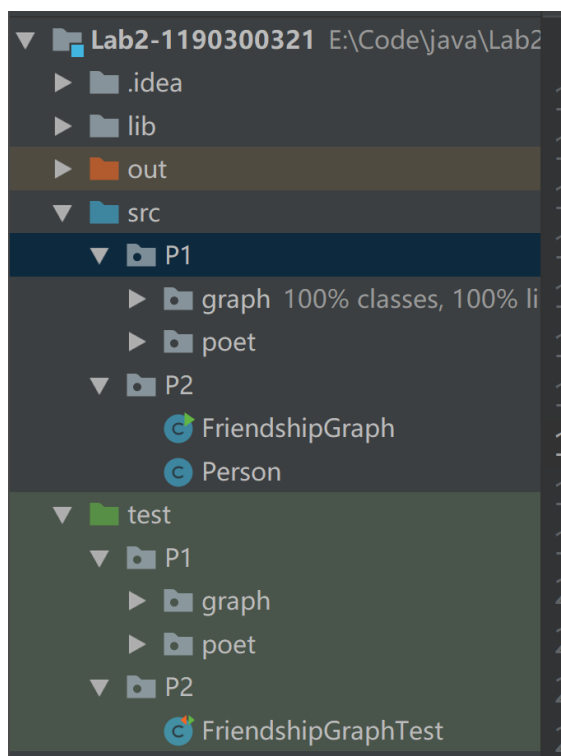 Lab2-1190300321 E:\Code\java\Lab2
.idea
lib
out
src
P1
graph 100% classes, 100% li
poet
P2
FriendshipGraph
Person
test
P1
graph
poet
P2
FriendshipGraphTest